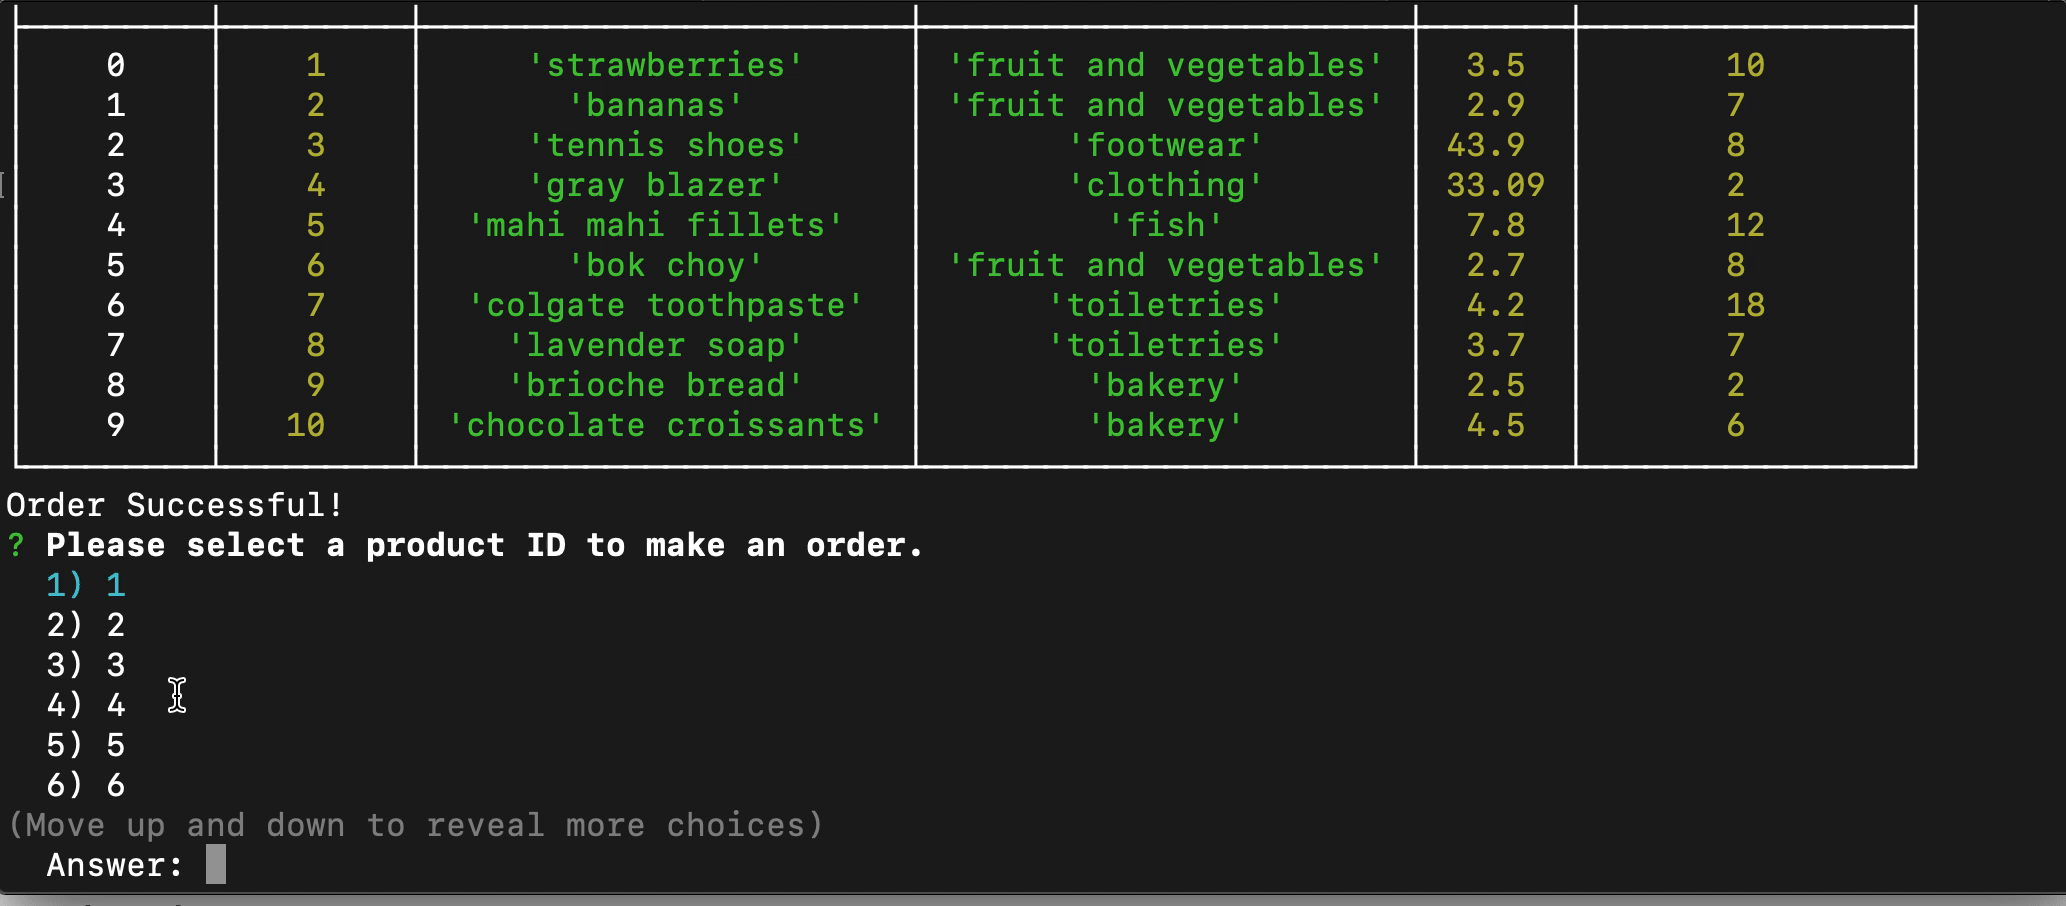 0 1 'strawberries' 'fruit and vegetables' 3.5 10
1 2 'bananas' 'fruit and vegetables' 2.9 7
2 3 'tennis shoes' 'footwear' 43.9 8
3 4 'gray blazer' 'clothing' 33.09 2
4 5 'mahi mahi fillets' 'fish' 7.8 12
5 6 'bok choy' 'fruit and vegetables' 2.7 8
6 7 'colgate toothpaste' 'toiletries' 4.2 18
7 8 'lavender soap' 'toiletries' 3.7 7
8 9 'brioche bread' 'bakery' 2.5 2
9 10 'chocolate croissants' 'bakery' 4.5 6
Order Successful!
? Please select a product ID to make an order.
1) 1
2) 2
3) 3
4) 4
5) 5
6) 6
(Move up and down to reveal more choices)
Answer: